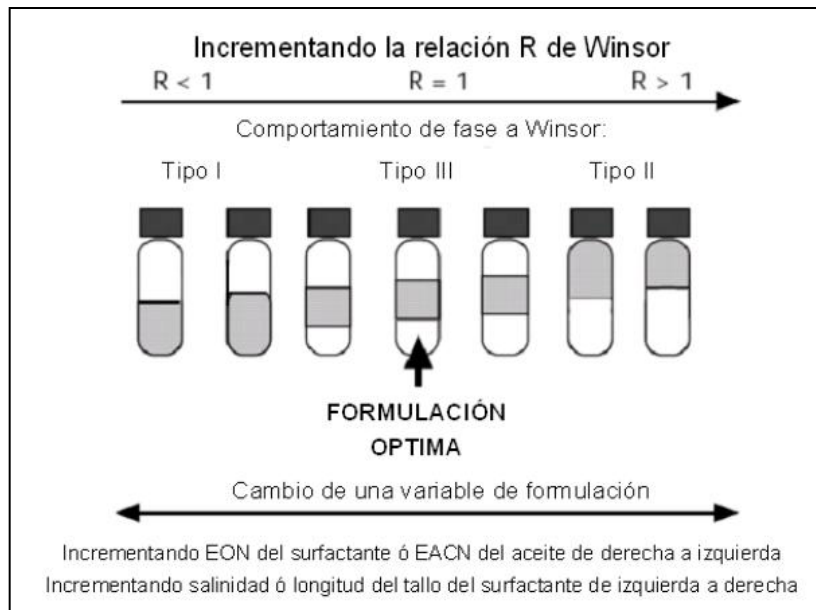 Incrementando la relación R de Winsor
R < 1 R = 1 R > 1
Comportamiento de fase a Winsor:
Tipo I Tipo III Tipo II
FORMULACIÓN
OPTIMA
Cambio de una variable de formulación
Incrementando EON del surfactante ó EACN del aceite de derecha a izquierda
Incrementando salinidad ó longitud del tallo del surfactante de izquierda a derecha